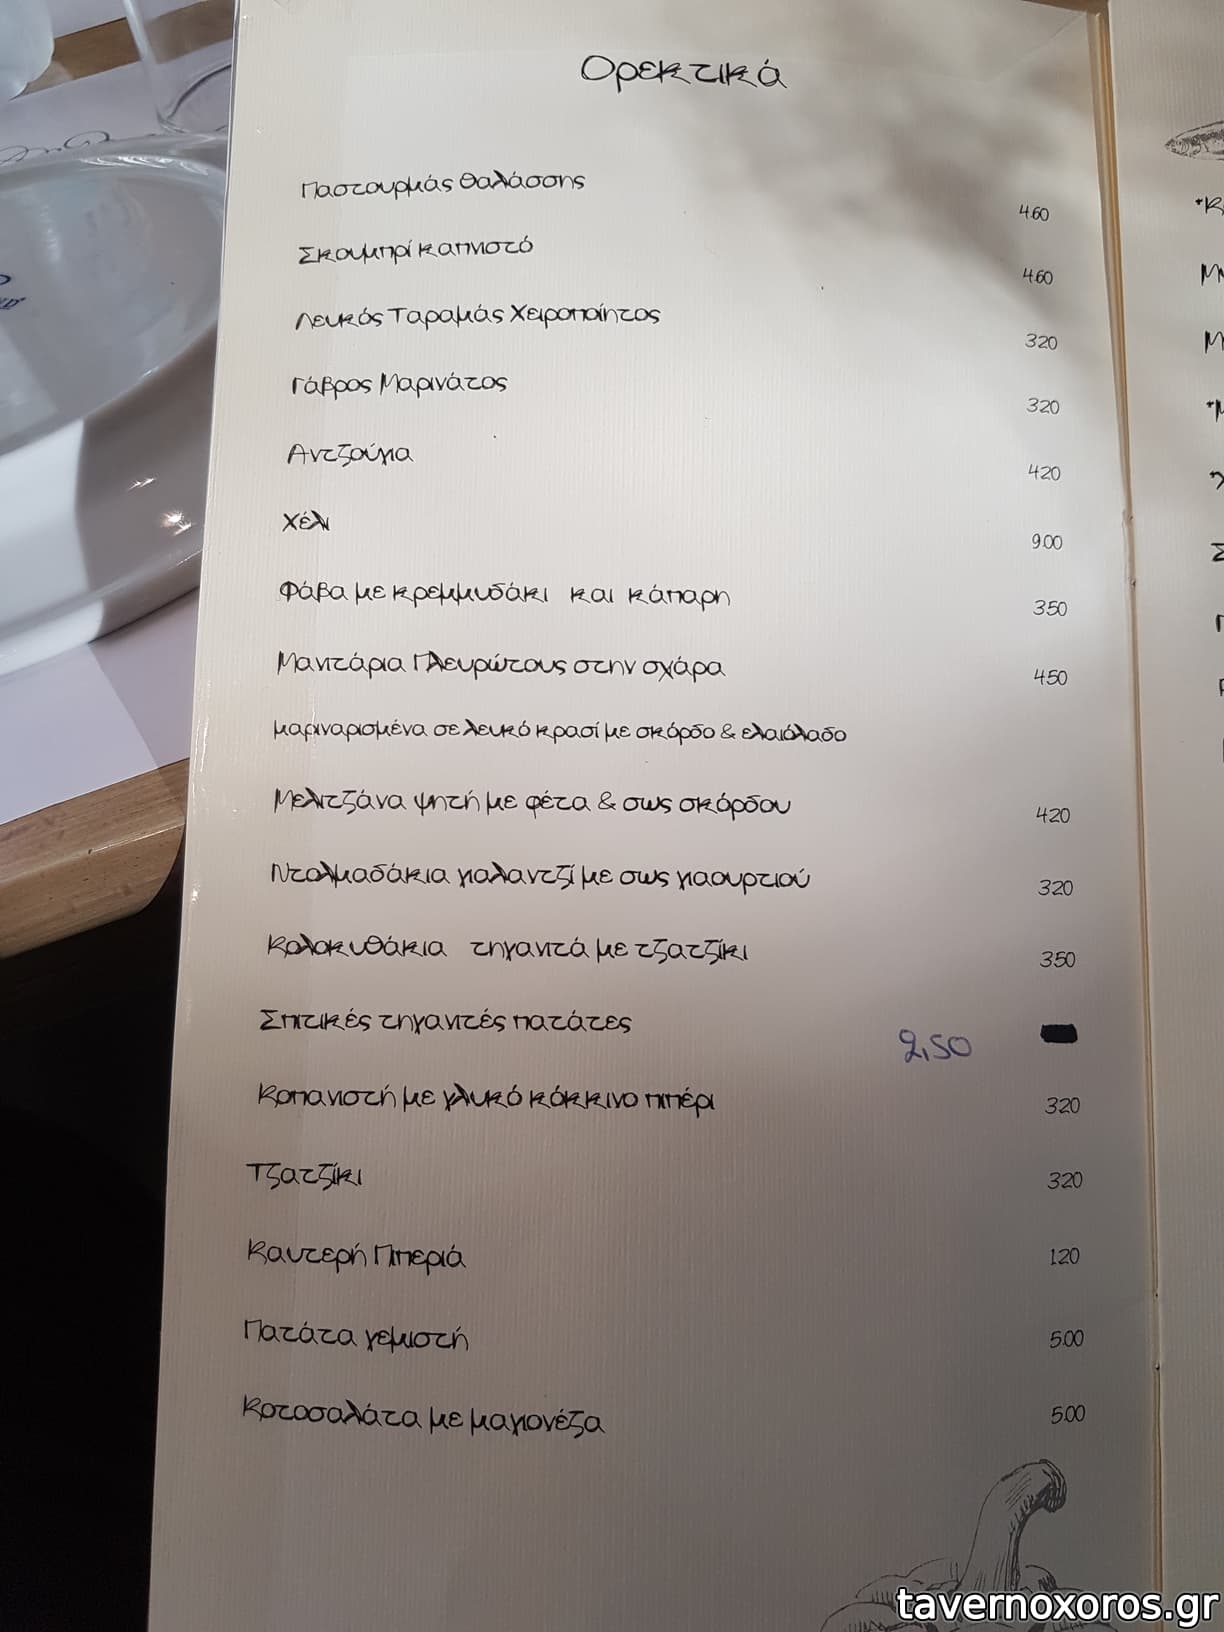 Ορεκτικά
Παστουρμάς Θαλάσσης 4.60
Σκουμπρί καπνιστό 4.60
Λευκός Ταραμάς Χειροποίητος 3.20
Γάβρος Μαρινάτος 3.20
Αντζούγια 4.20
Χέλι 9.00
Φάβα με κρεμμυδάκι και κάπαρη 3.50
Μανιτάρια Πλευρώτους στην σχάρα 4.50
μαριναρισμένα σε λευκό κρασί με σκόρδο & ελαιόλαδο
Μελιτζάνα ψητή με φέτα & σως σκόρδου 4.20
Ντολμαδάκια γιαλαντζί με σως γιαουρτιού 3.20
Κολοκυθάκια τηγανιτά με τζατζίκι 3.50
Σπιτικές τηγανιτές πατάτες 2,50
Κοπανιστή με γλυκό κόκκινο πιπέρι 3.20
Τζατζίκι 3.20
Καυτερή Πιπεριά 1.20
Πατάτα γεμιστή 5.00
Κοτοσαλάτα με μαγιονέζα 5.00
tavernoxoros.gr